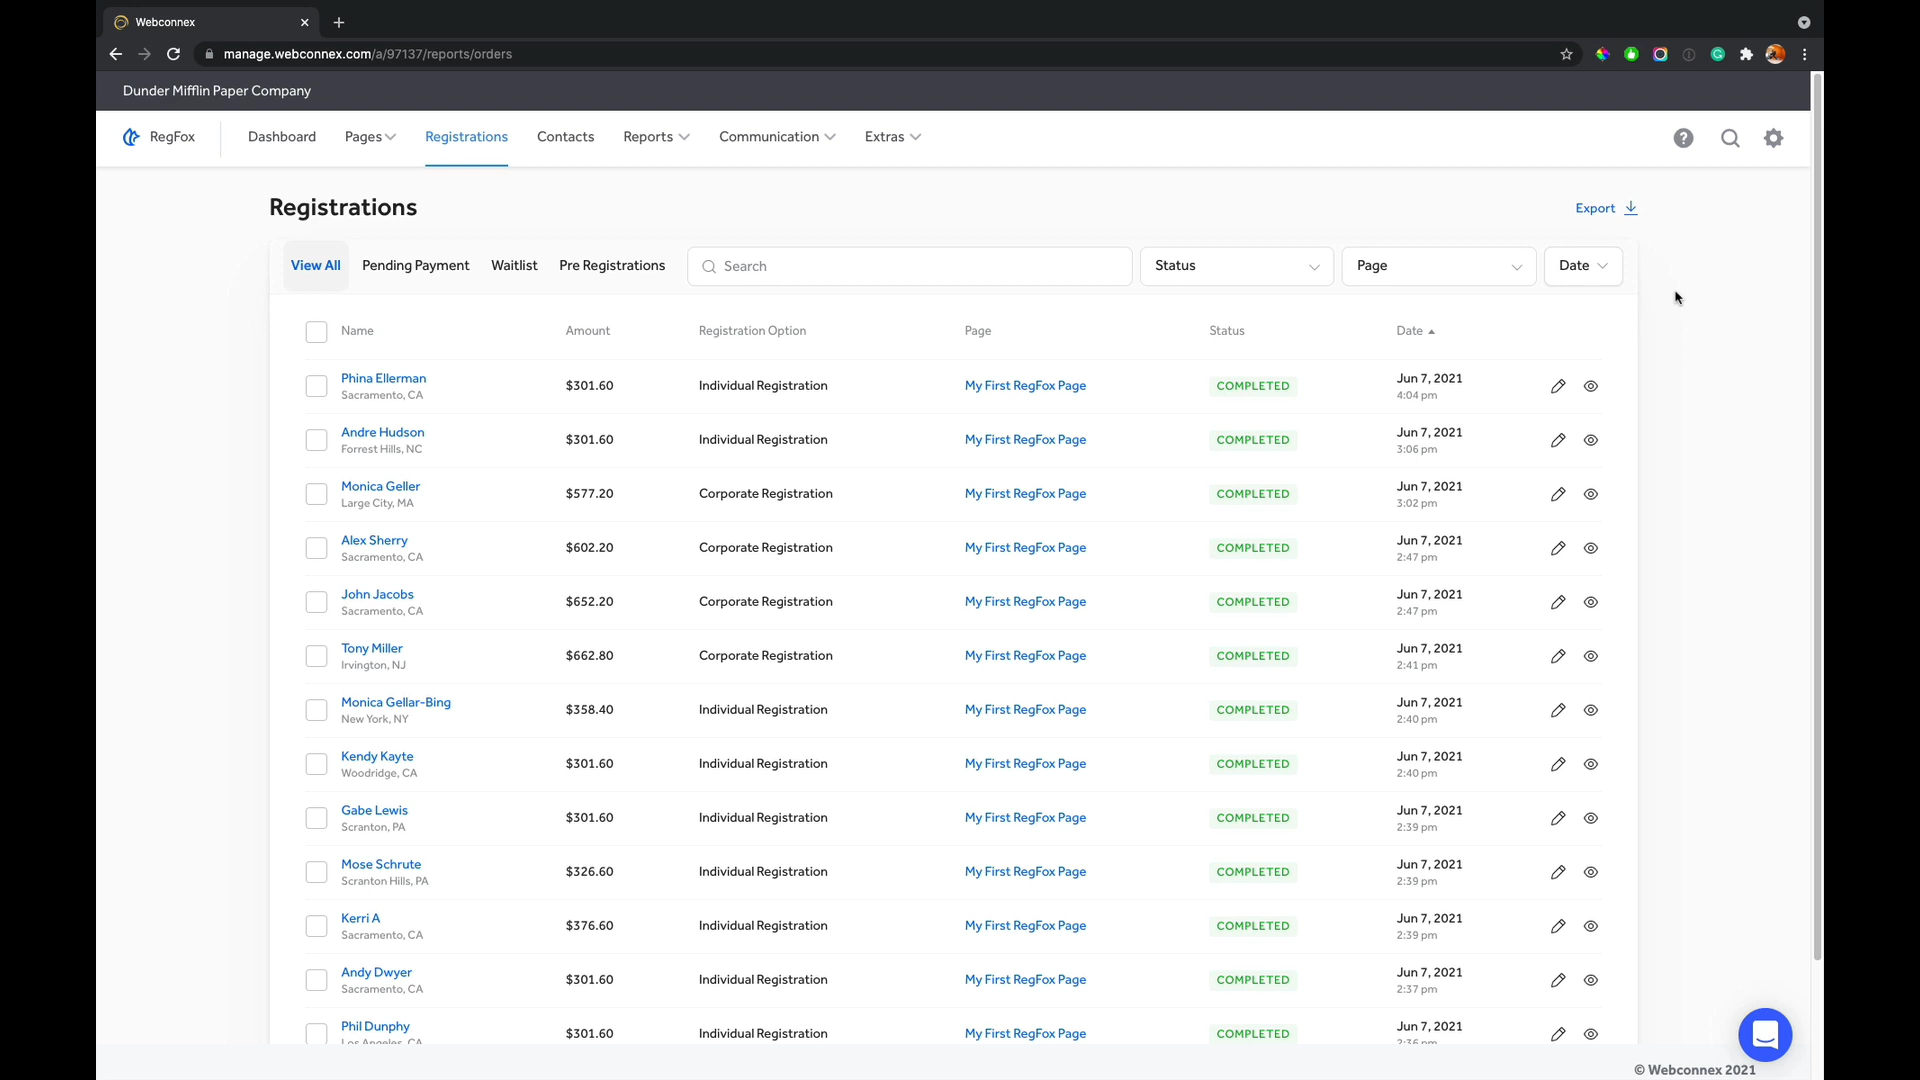 Webconnex
manage.webconnex.com/a/97137/reports/orders
Dunder Mifflin Paper Company
RegFox Dashboard Pages Registrations Contacts Reports Communication Extras
Registrations
Export
View All Pending Payment Waitlist Pre Registrations Search Status Page Date
Name Amount Registration Option Page Status Date
Phina Ellerman $301.60 Individual Registration My First RegFox Page COMPLETED Jun 7, 2021
Sacramento, CA 4:04 pm
Andre Hudson $301.60 Individual Registration My First RegFox Page COMPLETED Jun 7, 2021
Forrest Hills, NC 3:06 pm
Monica Geller $577.20 Corporate Registration My First RegFox Page COMPLETED Jun 7, 2021
Large City, MA 3:02 pm
Alex Sherry $602.20 Corporate Registration My First RegFox Page COMPLETED Jun 7, 2021
Sacramento, CA 2:47 pm
John Jacobs $652.20 Corporate Registration My First RegFox Page COMPLETED Jun 7, 2021
Sacramento, CA 2:47 pm
Tony Miller $662.80 Corporate Registration My First RegFox Page COMPLETED Jun 7, 2021
Irvington, NJ 2:41 pm
Monica Gellar-Bing $358.40 Individual Registration My First RegFox Page COMPLETED Jun 7, 2021
New York, NY 2:40 pm
Kendy Kayte $301.60 Individual Registration My First RegFox Page COMPLETED Jun 7, 2021
Woodridge, CA 2:40 pm
Gabe Lewis $301.60 Individual Registration My First RegFox Page COMPLETED Jun 7, 2021
Scranton, PA 2:39 pm
Mose Schrute $326.60 Individual Registration My First RegFox Page COMPLETED Jun 7, 2021
Scranton Hills, PA 2:39 pm
Kerri A $376.60 Individual Registration My First RegFox Page COMPLETED Jun 7, 2021
Sacramento, CA 2:39 pm
Andy Dwyer $301.60 Individual Registration My First RegFox Page COMPLETED Jun 7, 2021
Sacramento, CA 2:37 pm
Phil Dunphy $301.60 Individual Registration My First RegFox Page COMPLETED Jun 7, 2021
Los Angeles, CA 2:36 pm
© Webconnex 2021